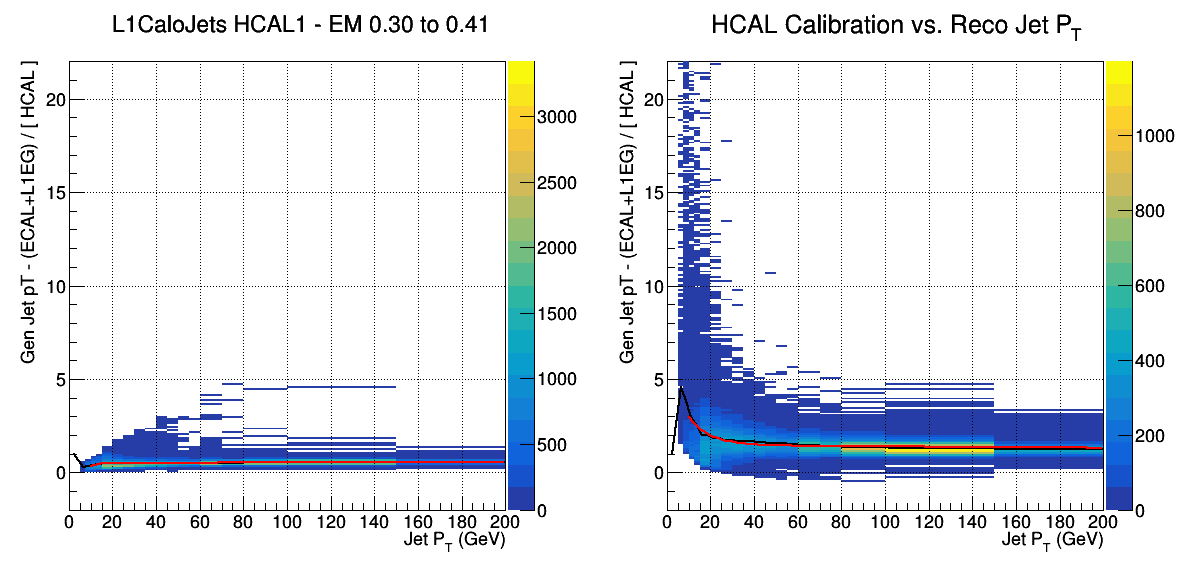 L1CaloJets HCAL1 - EM 0.30 to 0.41
Gen Jet pT - (ECAL+L1EG) / [ HCAL ]
20
15
10
5
0
0 20 40 60 80 100 120 140 160 180 200
Jet P_T (GeV)
3000
2500
2000
1500
1000
500
0
HCAL Calibration vs. Reco Jet P_T
Gen Jet pT - (ECAL+L1EG) / [ HCAL ]
20
15
10
5
0
0 20 40 60 80 100 120 140 160 180 200
Jet P_T (GeV)
1000
800
600
400
200
0